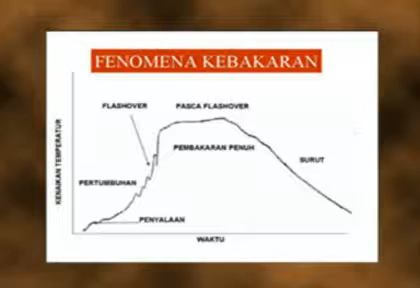 FENOMENA KEBAKARAN
FLASHOVER
PASCA FLASHOVER
PEMBAKARAN PENUH
SURUT
PERTUMBUHAN
PENYALAAN
KENAIKAN TEMPERATUR
WAKTU